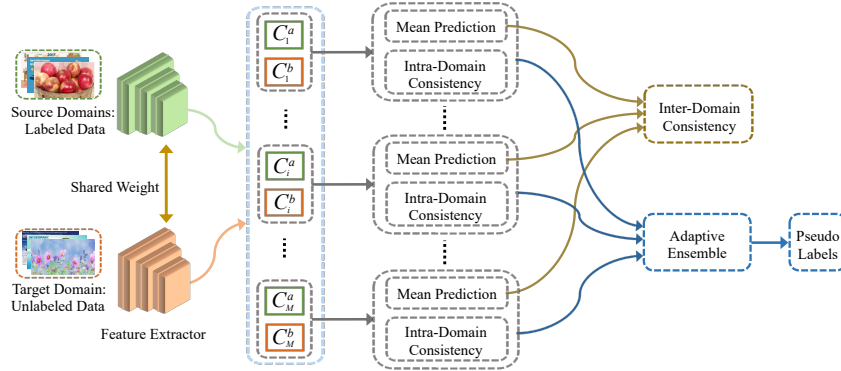 Source Domains:
Labeled Data
Shared Weight
Target Domain:
Unlabeled Data
Feature Extractor
C_1^a
C_1^b
C_i^a
C_i^b
C_M^a
C_M^b
Mean Prediction
Intra-Domain
Consistency
Mean Prediction
Intra-Domain
Consistency
Mean Prediction
Intra-Domain
Consistency
Inter-Domain
Consistency
Adaptive
Ensemble
Pseudo
Labels